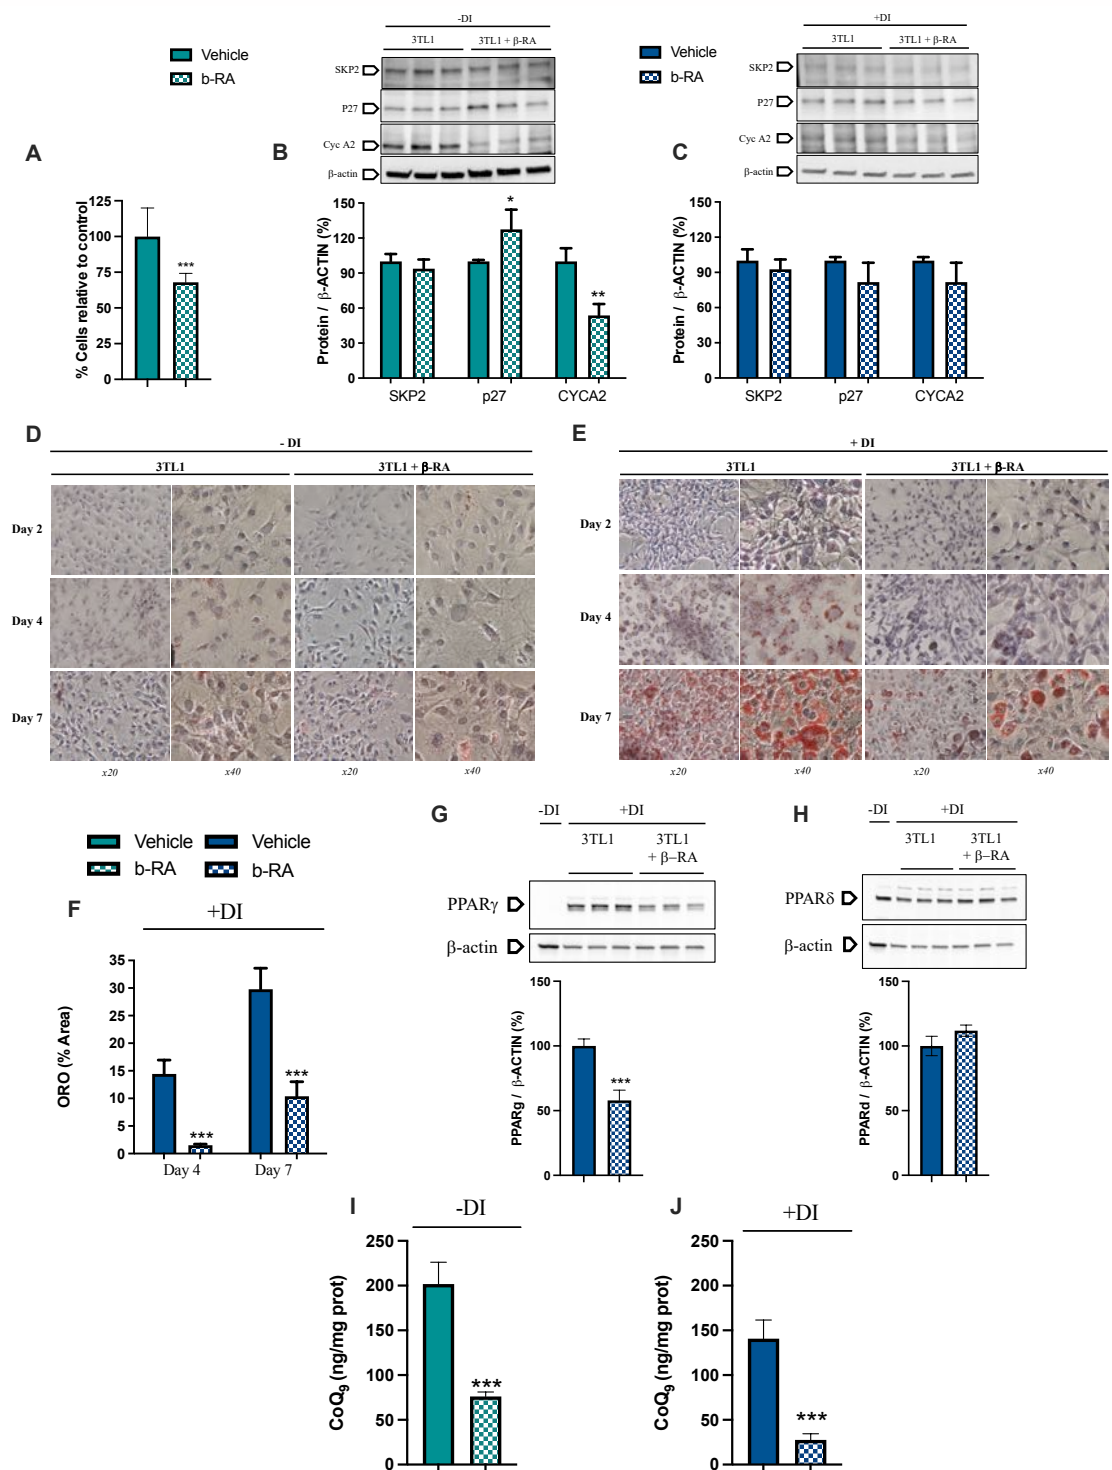 -DI
3TL1 3TL1 + β-RA
Vehicle
b-RA
SKP2
P27
Cyc A2
β-actin
+DI
3TL1 3TL1 + β-RA
Vehicle
b-RA
SKP2
P27
Cyc A2
β-actin
A
% Cells relative to control
125
100
75
50
25
0
***
B
Protein / β-ACTIN (%)
150
120
90
60
30
0
*
**
SKP2 p27 CYCA2
C
Protein / β-ACTIN (%)
150
120
90
60
30
0
SKP2 p27 CYCA2
D
- DI
3TL1 3TL1 + β-RA
Day 2
Day 4
Day 7
x20 x40 x20 x40
E
+ DI
3TL1 3TL1 + β-RA
Day 2
Day 4
Day 7
x20 x40 x20 x40
Vehicle Vehicle
b-RA b-RA
F
+DI
ORO (% Area)
35
30
25
20
15
10
5
0
***
***
Day 4 Day 7
G
-DI +DI
3TL1 3TL1
+ β-RA
PPARγ
β-actin
PPARg / β-ACTIN (%)
150
100
50
0
***
H
-DI +DI
3TL1 3TL1
+ β-RA
PPARδ
β-actin
PPARd / β-ACTIN (%)
150
100
50
0
I
-DI
CoQ9 (ng/mg prot)
250
200
150
100
50
0
***
J
+DI
CoQ9 (ng/mg prot)
250
200
150
100
50
0
***